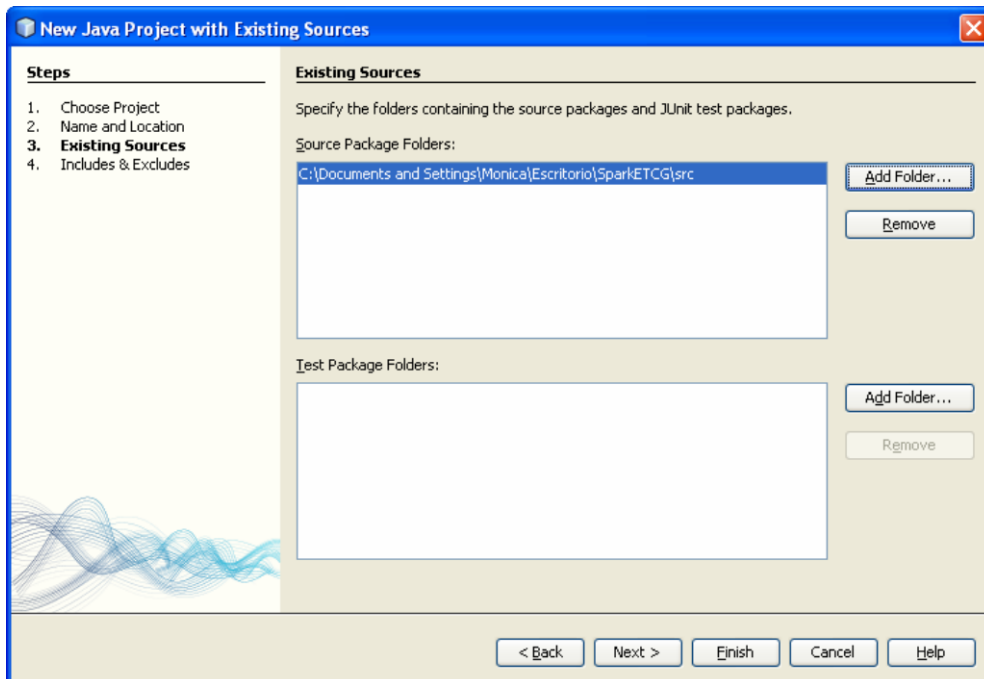 New Java Project with Existing Sources
Steps
1. Choose Project
2. Name and Location
3. Existing Sources
4. Includes & Excludes
Existing Sources
Specify the folders containing the source packages and JUnit test packages.
Source Package Folders:
C:\Documents and Settings\Monica\Escritorio\SparkETCG\src
Add Folder...
Remove
Test Package Folders:
Add Folder...
Remove
< Back
Next >
Finish
Cancel
Help